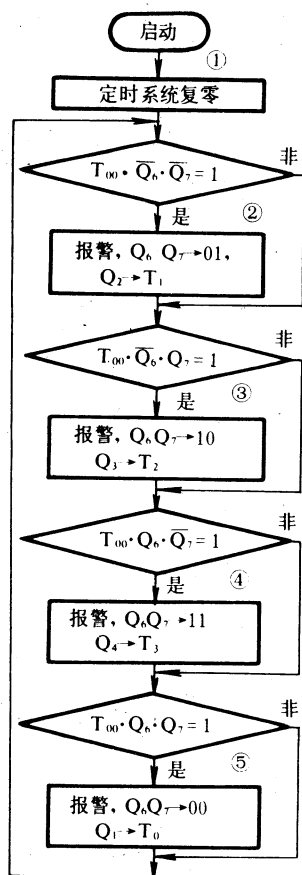 启动
①
定时系统复零
T₀₀·Q̅₆·Q̅₇=1
非
是
②
报警, Q₆ Q₇→01,
Q₂→T₁
T₀₀·Q̅₆·Q₇=1
非
是
③
报警, Q₆Q₇→10
Q₃→T₂
T₀₀·Q₆·Q̅₇=1
非
是
④
报警, Q₆Q₇→11
Q₄→T₃
T₀₀·Q₆·Q₇=1
非
是
⑤
报警, Q₆Q₇→00
Q₁→T₀